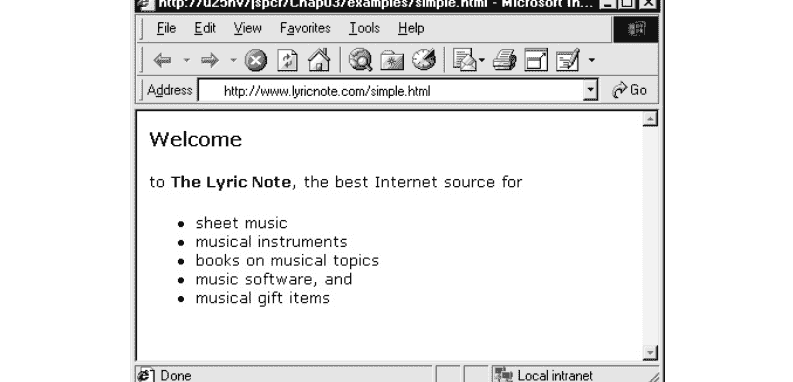 http://u25nv/jspcr/Chap03/examples/simple.html - Microsoft In...
File Edit View Favorites Tools Help
Address http://www.lyricnote.com/simple.html Go
Welcome
to The Lyric Note, the best Internet source for
• sheet music
• musical instruments
• books on musical topics
• music software, and
• musical gift items
Done Local intranet